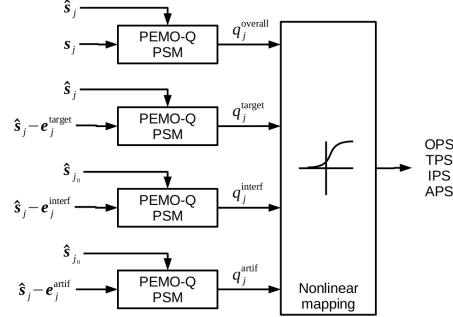 ŝ_j
s_j
PEMO-Q
PSM
q_j^overall
ŝ_j
ŝ_j − e_j^target
PEMO-Q
PSM
q_j^target
ŝ_j₀
ŝ_j − e_j^interf
PEMO-Q
PSM
q_j^interf
ŝ_j₀
ŝ_j − e_j^artif
PEMO-Q
PSM
q_j^artif
Nonlinear
mapping
OPS
TPS
IPS
APS